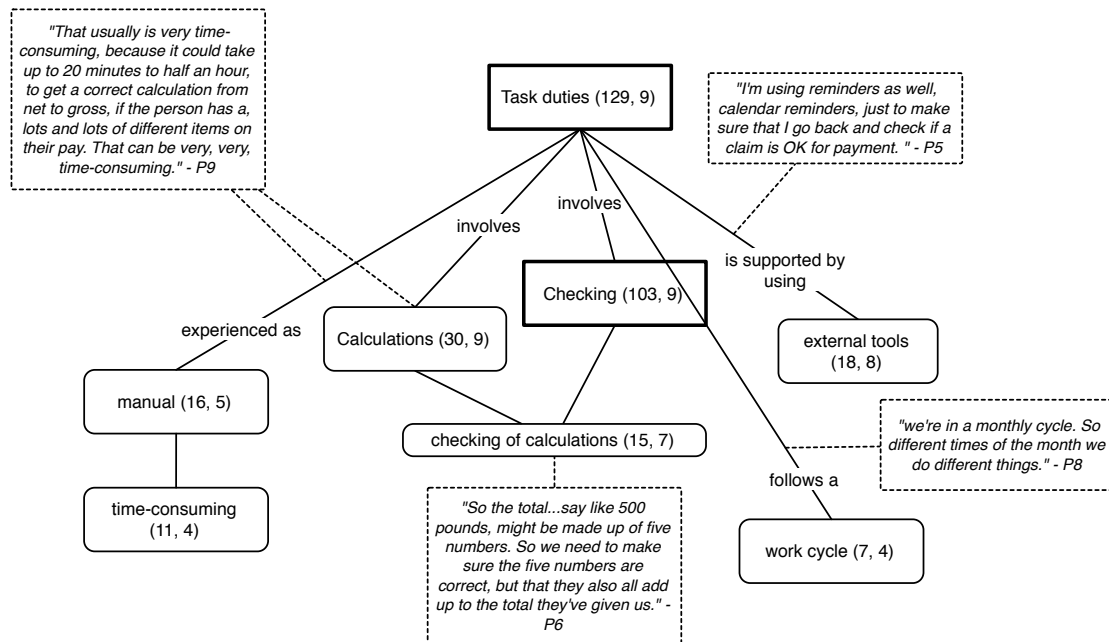 "That usually is very time-
consuming, because it could take
up to 20 minutes to half an hour,
to get a correct calculation from
net to gross, if the person has a,
lots and lots of different items on
their pay. That can be very, very,
time-consuming." - P9
Task duties (129, 9)
"I'm using reminders as well,
calendar reminders, just to make
sure that I go back and check if a
claim is OK for payment. " - P5
involves
involves
is supported by
using
experienced as
Calculations (30, 9)
Checking (103, 9)
external tools
(18, 8)
manual (16, 5)
checking of calculations (15, 7)
"we're in a monthly cycle. So
different times of the month we
do different things." - P8
follows a
time-consuming
(11, 4)
"So the total...say like 500
pounds, might be made up of five
numbers. So we need to make
sure the five numbers are
correct, but that they also all add
up to the total they've given us." -
P6
work cycle (7, 4)